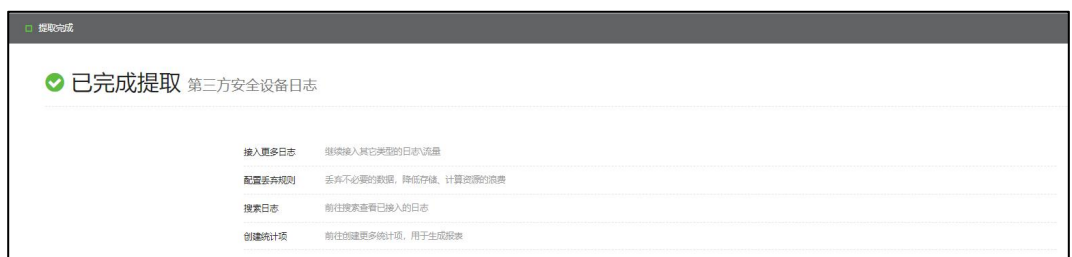 提取完成
已完成提取 第三方安全设备日志
接入更多日志 继续接入其它类型的日志\流量
配置丢弃规则 丢弃不必要的数据，降低存储、计算资源的浪费
搜索日志 前往搜索查看已接入的日志
创建统计项 前往创建更多统计项，用于生成报表